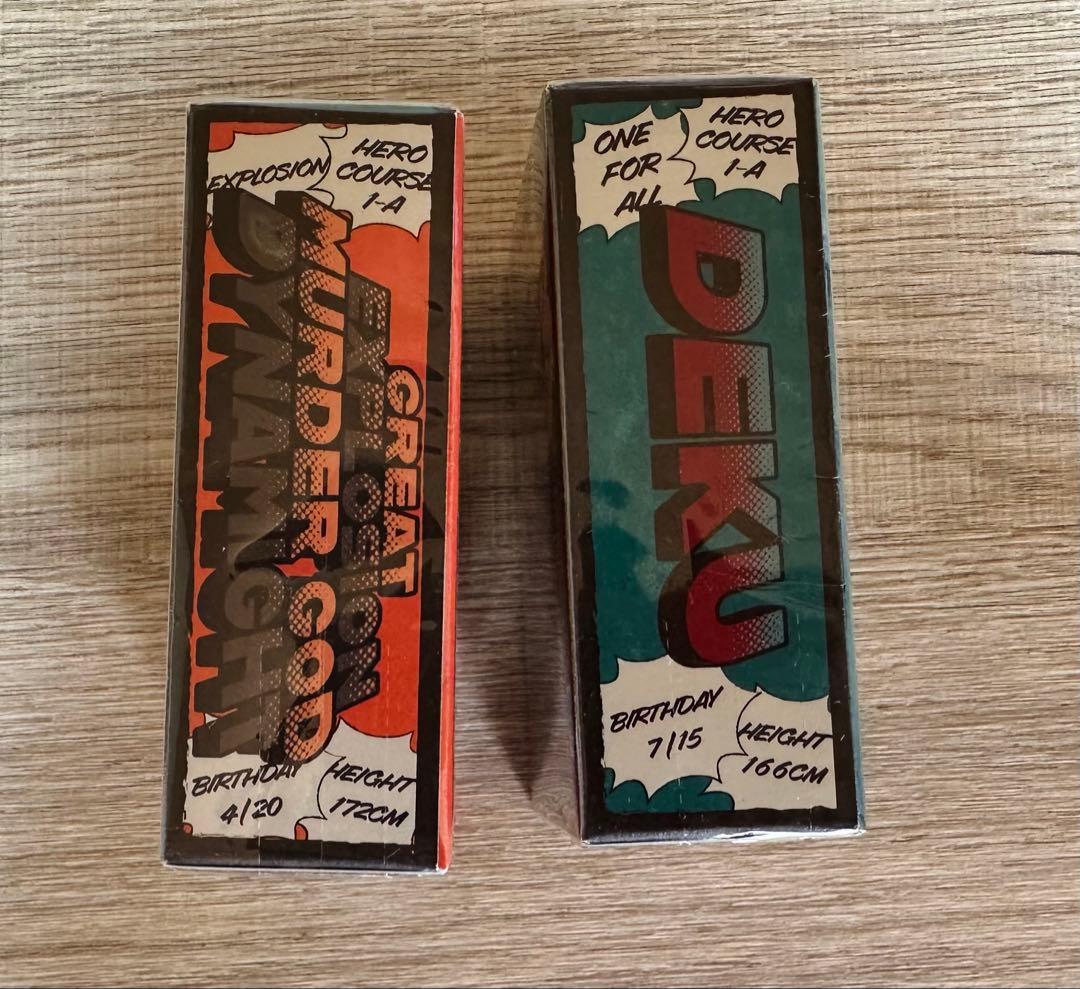 EXPLOSION
HERO
COURSE
1-A
GREAT
EXPLOSION
MURDER GOD
DYNAMIGHT
BIRTHDAY
4/20
HEIGHT
172CM
ONE
FOR
ALL
HERO
COURSE
1-A
DEKU
BIRTHDAY
7/15
HEIGHT
166CM